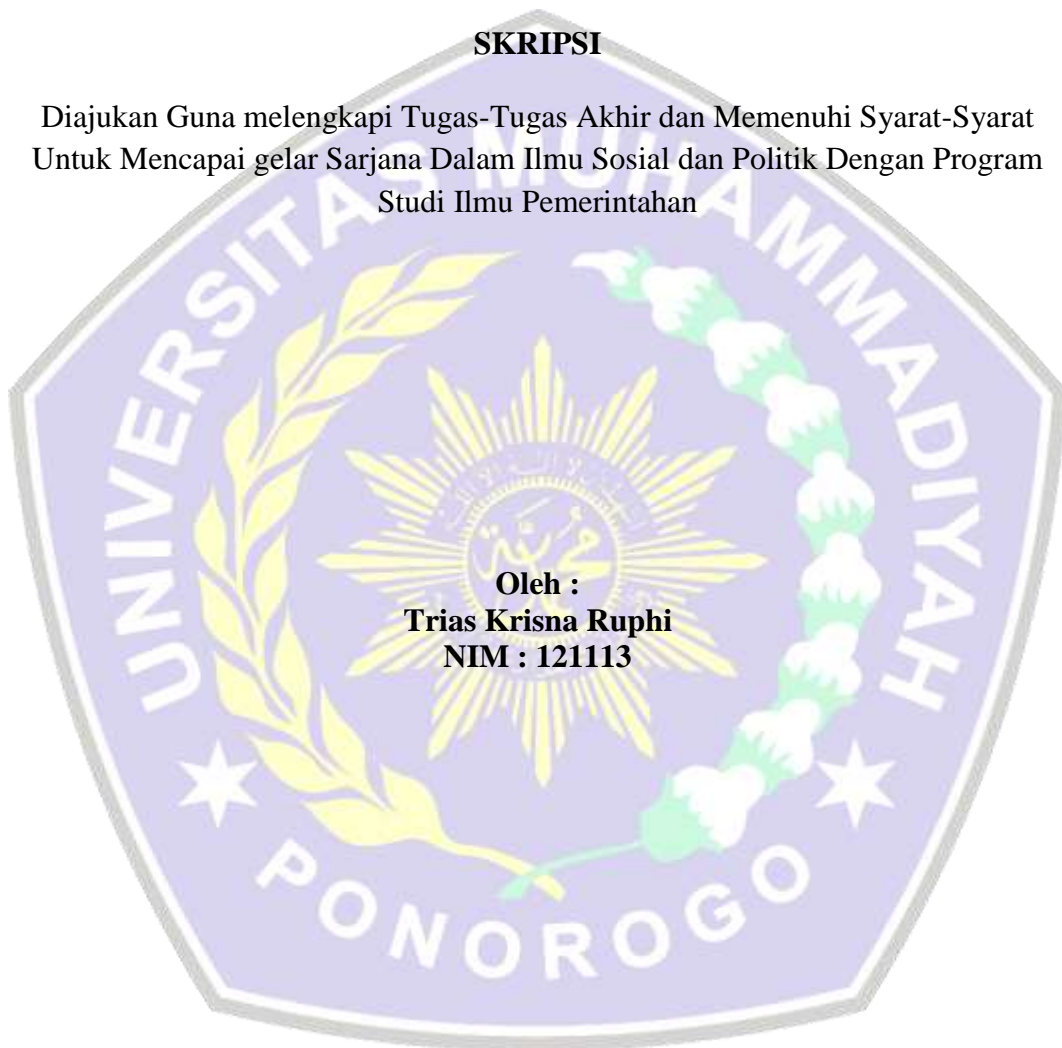 SKRIPSI
Diajukan Guna melengkapi Tugas-Tugas Akhir dan Memenuhi Syarat-Syarat
Untuk Mencapai gelar Sarjana Dalam Ilmu Sosial dan Politik Dengan Program
Studi Ilmu Pemerintahan
UNIVERSITAS MUHAMMADIYAH
محمدية
Oleh :
Trias Krisna Ruphi
NIM : 121113
PONOROGO